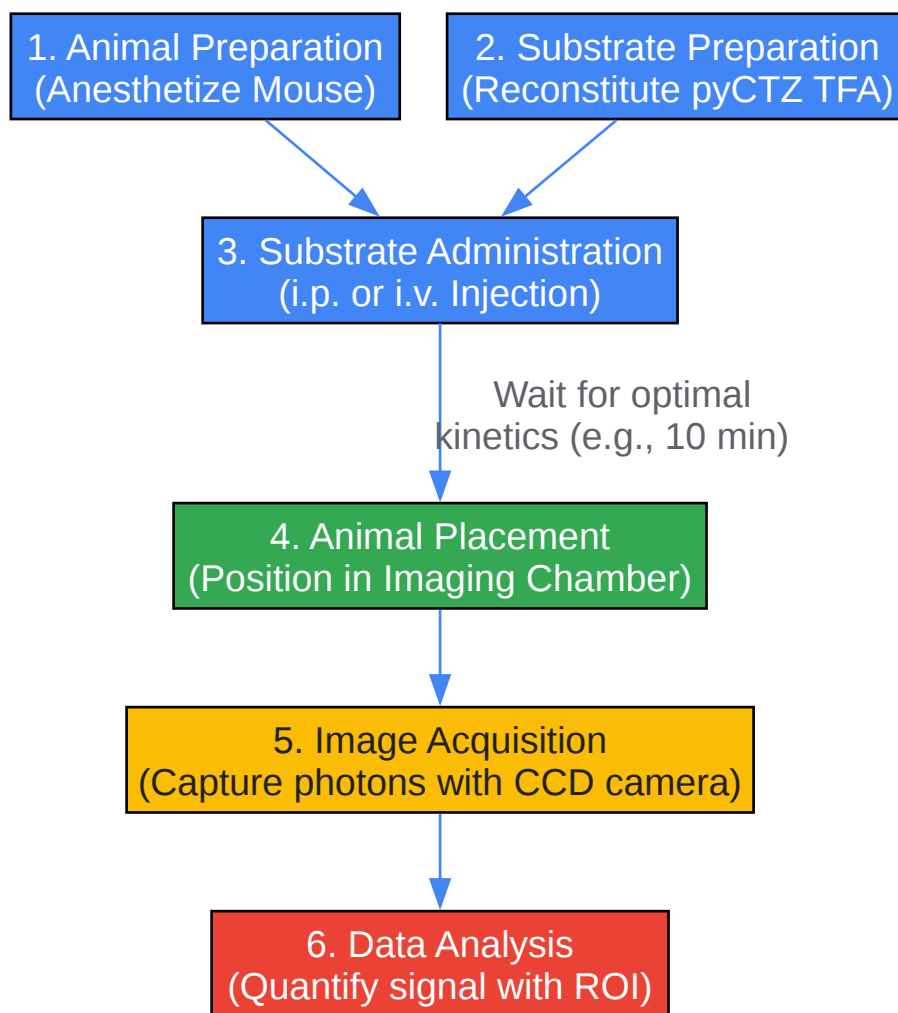 1. Animal Preparation
(Anesthetize Mouse)
2. Substrate Preparation
(Reconstitute pyCTZ TFA)
3. Substrate Administration
(i.p. or i.v. Injection)
Wait for optimal
kinetics (e.g., 10 min)
4. Animal Placement
(Position in Imaging Chamber)
5. Image Acquisition
(Capture photons with CCD camera)
6. Data Analysis
(Quantify signal with ROI)